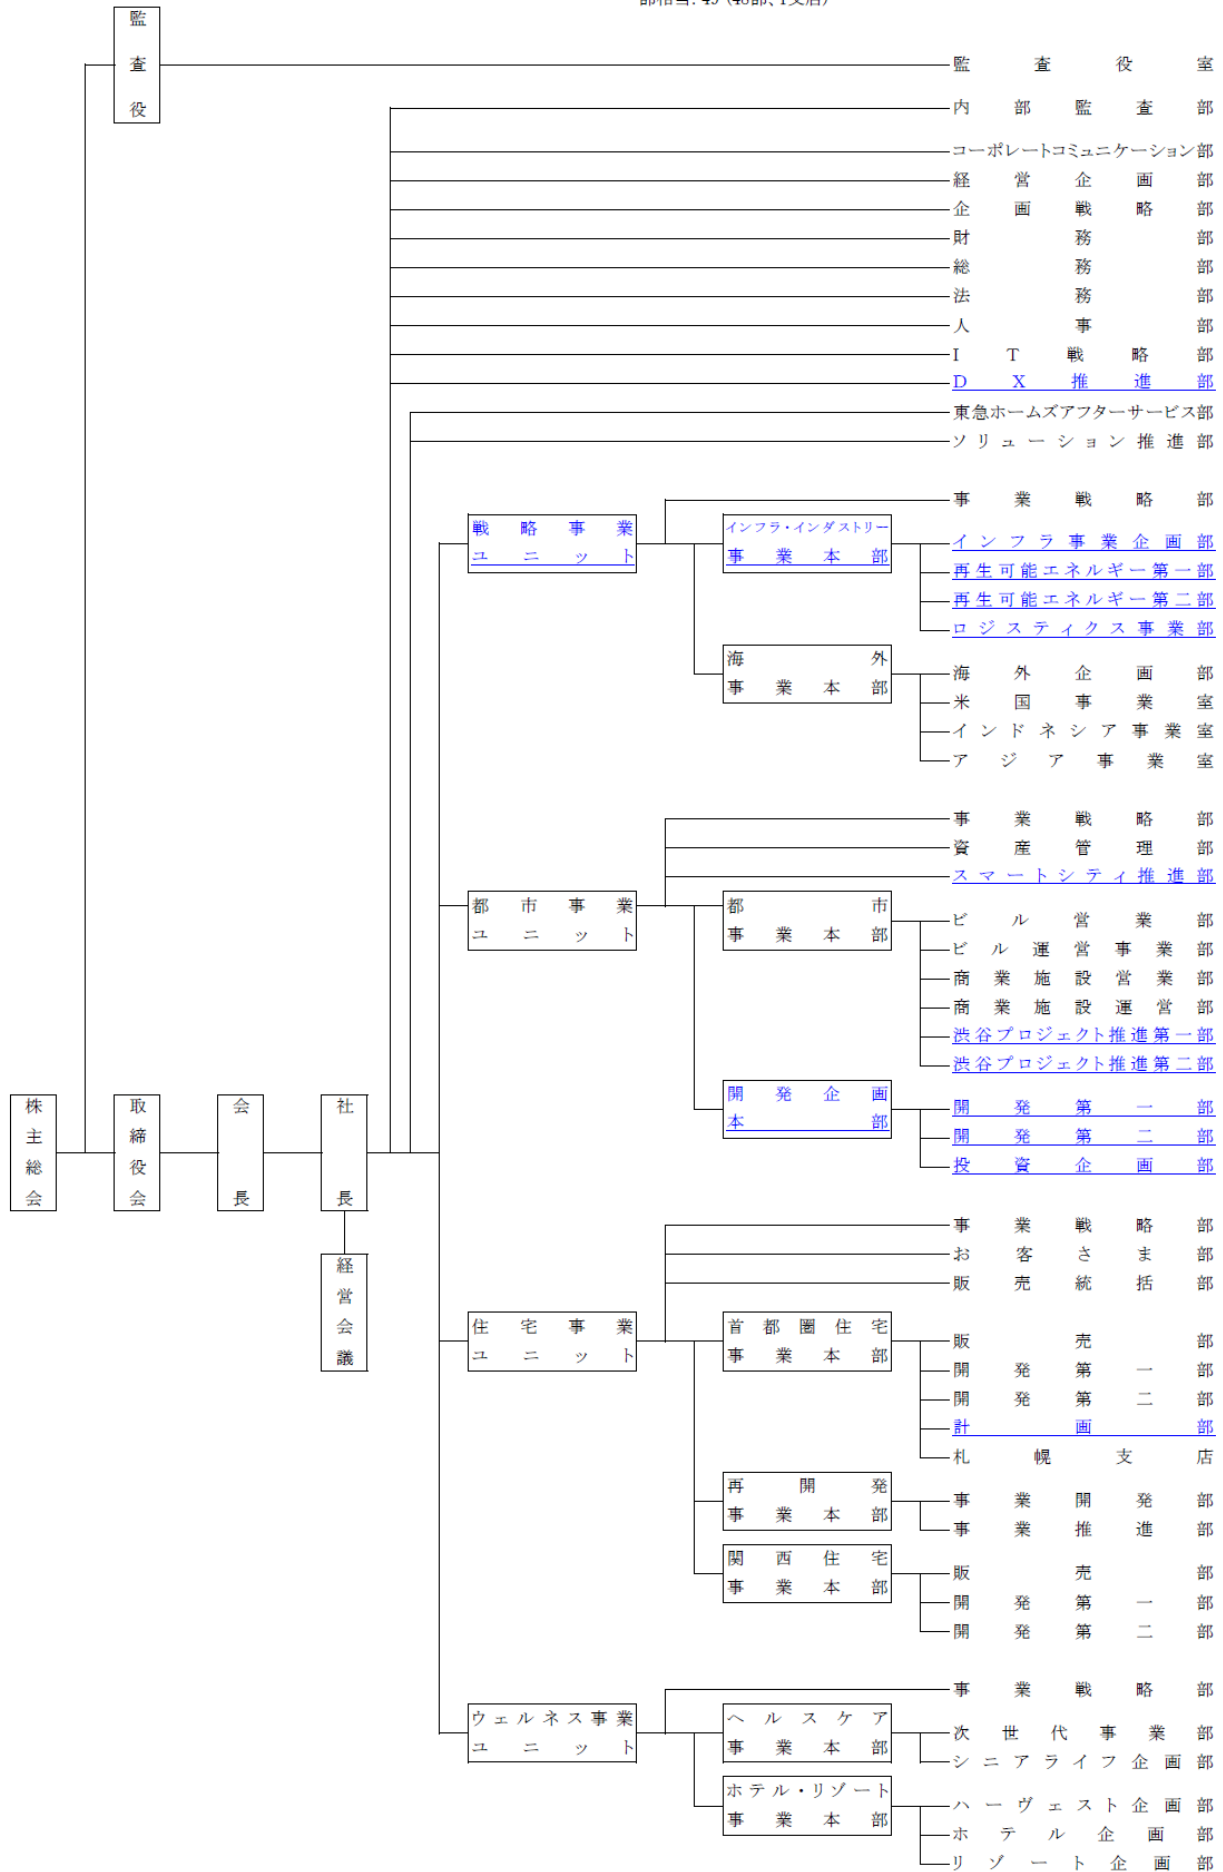 部相当: 49 (48部、1支店)
監査役
監査役室
内部監査部
コーポレートコミュニケーション部
経営企画部
企画戦略部
財務部
総務部
法務部
人事部
IT戦略部
DX推進部
東急ホームズアフターサービス部
ソリューション推進部
事業戦略部
戦略事業
ユニット
インフラ・インダストリー
事業本部
インフラ事業企画部
再生可能エネルギー第一部
再生可能エネルギー第二部
ロジスティクス事業部
海外
事業本部
海外企画部
米国事業室
インドネシア事業室
アジア事業室
事業戦略部
資産管理部
スマートシティ推進部
都市事業
ユニット
都市
事業本部
ビル営業部
ビル運営事業部
商業施設営業部
商業施設運営部
渋谷プロジェクト推進第一部
渋谷プロジェクト推進第二部
開発企画
本部
開発第一部
開発第二部
投資企画部
株主総会
取締役会
会長
社長
経営会議
事業戦略部
お客さま部
販売統括部
住宅事業
ユニット
首都圏住宅
事業本部
販売部
開発第一部
開発第二部
計画部
札幌支店
再開発
事業本部
事業開発部
事業推進部
関西住宅
事業本部
販売部
開発第一部
開発第二部
事業戦略部
ウェルネス事業
ユニット
ヘルスケア
事業本部
次世代事業部
シニアライフ企画部
ホテル・リゾート
事業本部
ハーヴェスト企画部
ホテル企画部
リゾート企画部